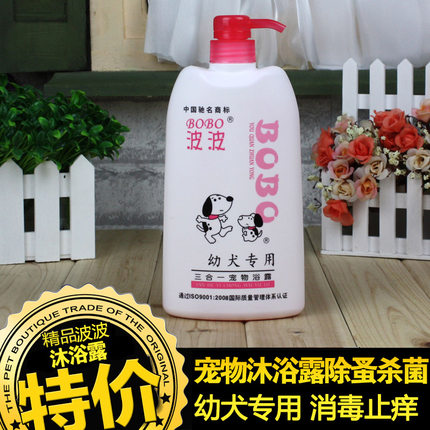 中国驰名商标
BOBO®
波波
BOBO®
YOU QUAN ZHUAN YONG
幼犬专用
三合一宠物浴露
通过ISO9001:2008国际质量管理体系认证
THE PET BOUTIQUE TRADE OF THE ORIGINAL
精品波波
沐浴露
特价
宠物沐浴露除蚤杀菌
幼犬专用 消毒止痒